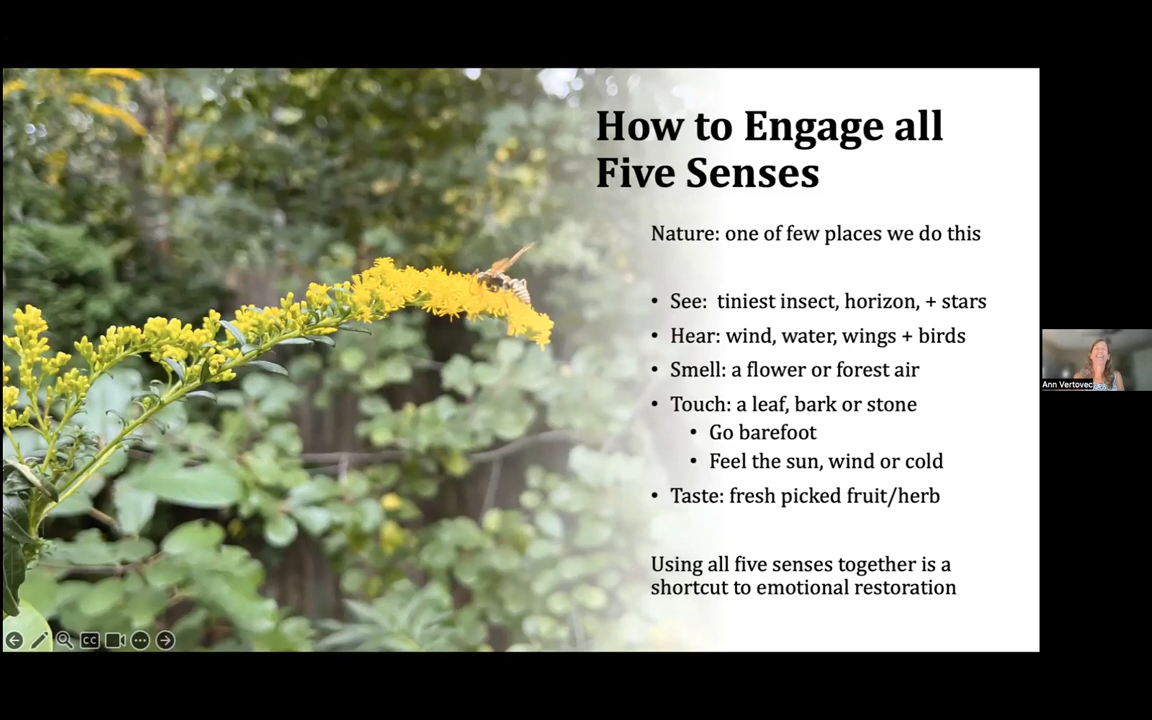 How to Engage all
Five Senses
Nature: one of few places we do this
• See:  tiniest insect, horizon, + stars
• Hear: wind, water, wings + birds
• Smell: a flower or forest air
• Touch: a leaf, bark or stone
• Go barefoot
• Feel the sun, wind or cold
• Taste: fresh picked fruit/herb
Using all five senses together is a
shortcut to emotional restoration
CC
Ann Vertovec